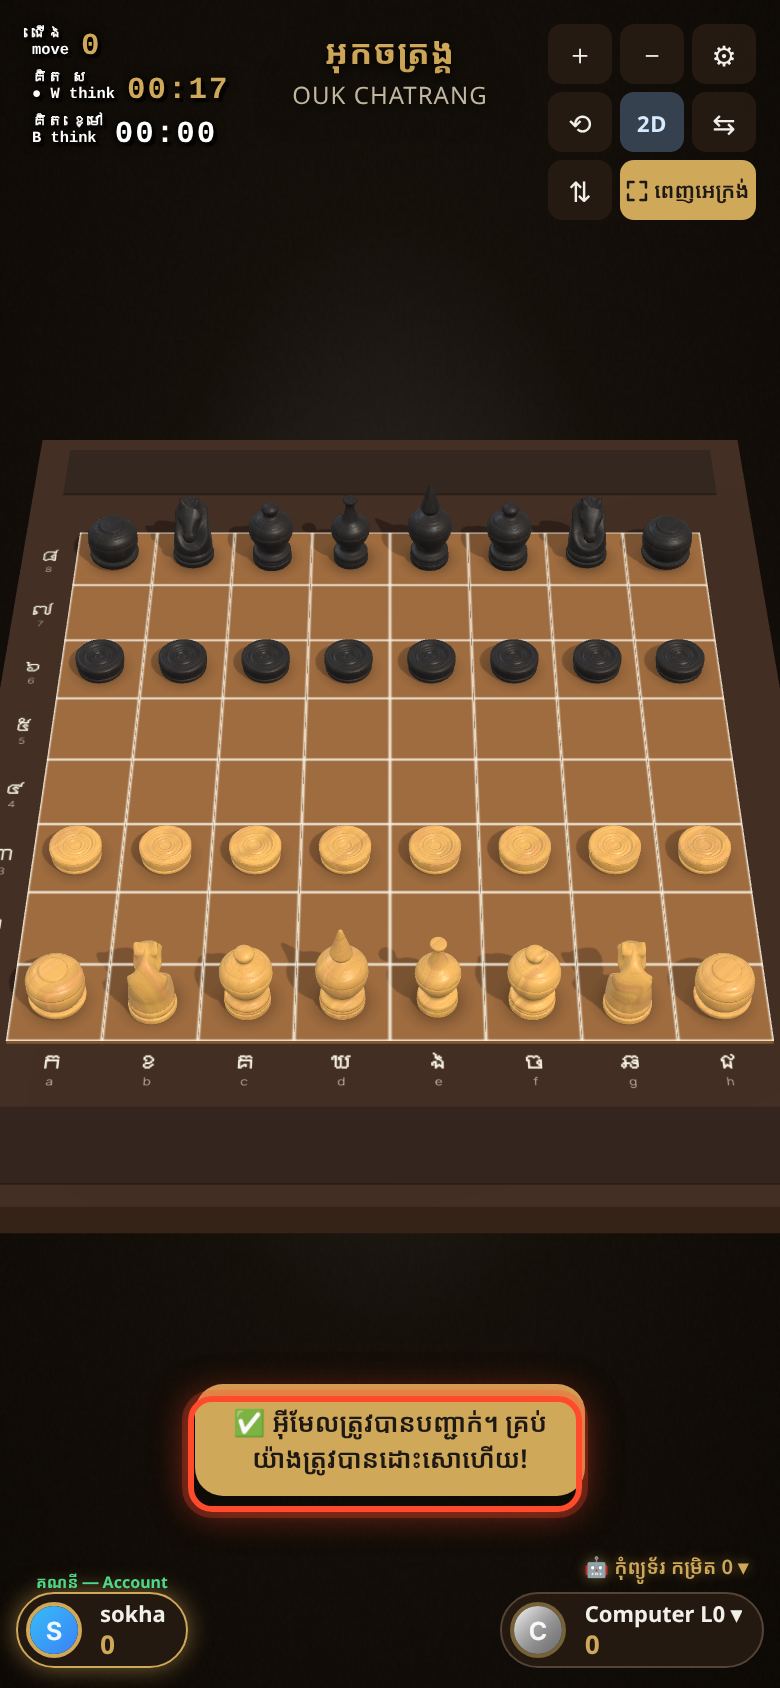 ជើង
move 0
គិត ស
● W think 00:17
គិត ខ្មៅ
B think 00:00
អុកចត្រង្គ
OUK CHATRANG
+
−
2D
ពេញអេក្រង់
៨
8
៧
7
៦
6
៥
5
៤
4
៣
3
ក ខ គ ឃ ង ច ឆ ជ
a b c d e f g h
✅ អ៊ីមែលត្រូវបានបញ្ជាក់។ គ្រប់
យ៉ាងត្រូវបានដោះសោហើយ!
គណនី — Account
S sokha
0
🤖 កុំព្យូទ័រ កម្រិត 0 ▾
C Computer L0 ▾
0